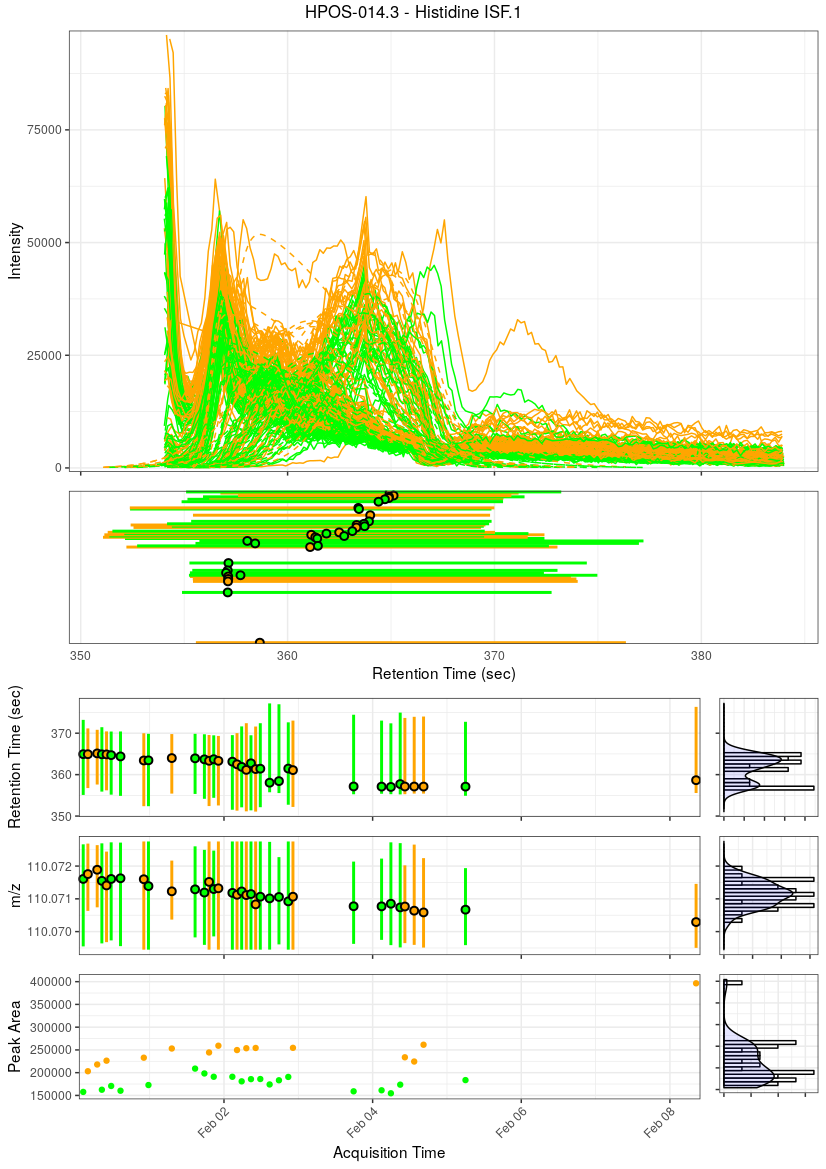 HPOS-014.3 - Histidine ISF.1
Intensity
75000
50000
25000
0
350
360
370
380
Retention Time (sec)
Retention Time (sec)
370
360
350
m/z
110.072
110.071
110.070
Peak Area
400000
350000
300000
250000
200000
150000
Feb 02
Feb 04
Feb 06
Feb 08
Acquisition Time